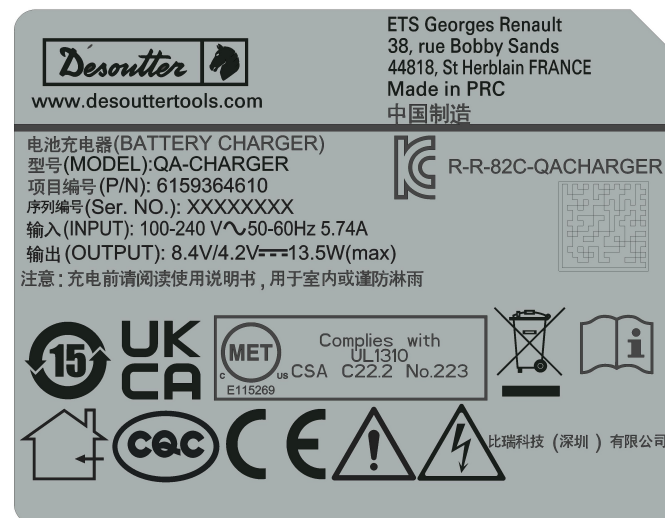 Desoutter
www.desouttertools.com
ETS Georges Renault
38, rue Bobby Sands
44818, St Herblain FRANCE
Made in PRC
中国制造
电池充电器(BATTERY CHARGER)
型号(MODEL):QA-CHARGER
项目编号(P/N): 6159364610
序列编号(Ser. NO.): XXXXXXXX
输入(INPUT): 100-240 V∿50-60Hz 5.74A
输出(OUTPUT): 8.4V/4.2V⎓13.5W(max)
注意:充电前请阅读使用说明书,用于室内或谨防淋雨
R-R-82C-QACHARGER
15
UK
CA
MET
C US
E115269
Complies with
UL1310
CSA C22.2 No.223
i
CQC
CE
!
比瑞科技(深圳)有限公司